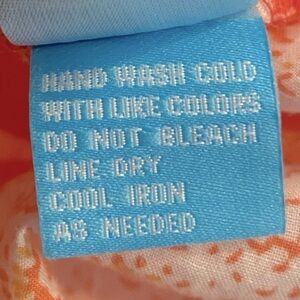 HAND WASH COLD
WITH LIKE COLORS
DO NOT BLEACH
LINE DRY
COOL IRON
AS NEEDED